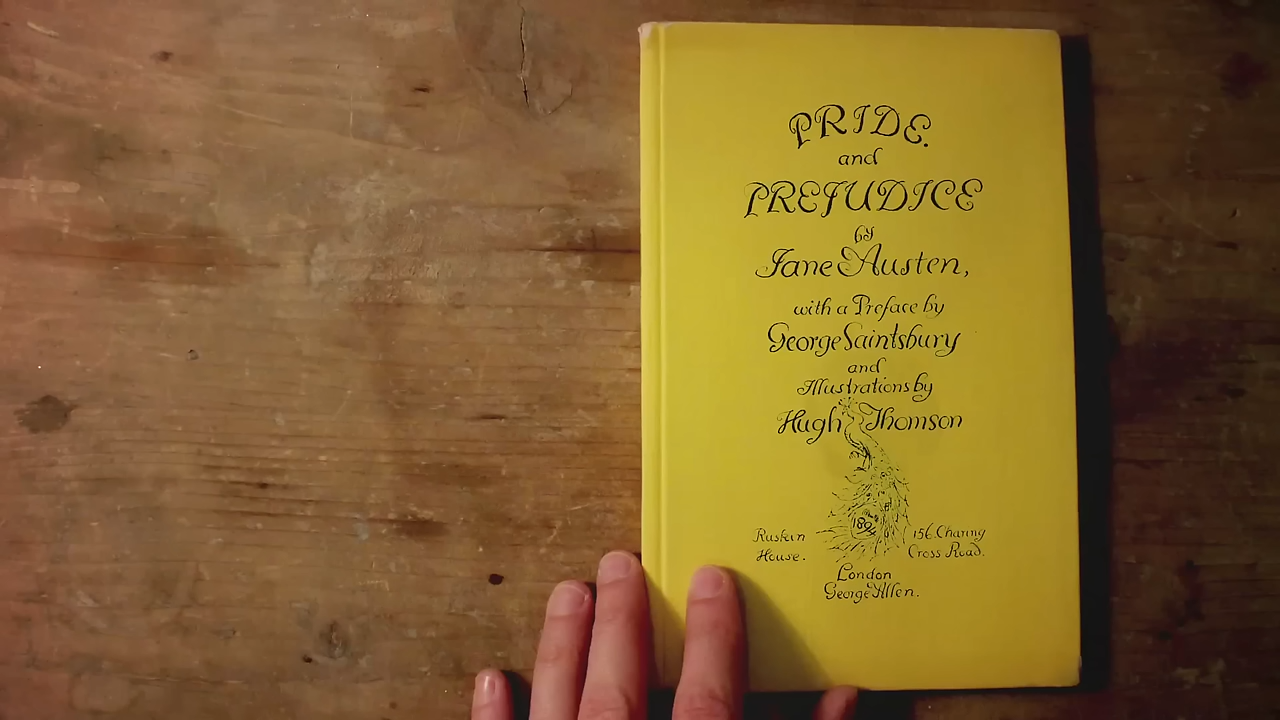 PRIDE.
and
PREJUDICE
by
Jane Austen,
with a Preface by
George Saintsbury
and
Illustrations by
Hugh Thomson
1894
Ruskin House.
156. Charing Cross Road.
London
George Allen.